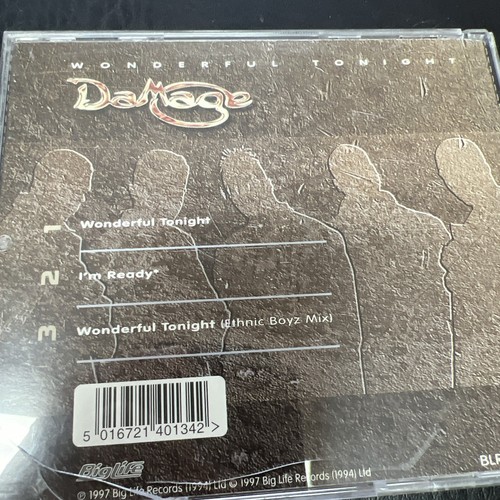 WONDERFUL TONIGHT
Damage
1 Wonderful Tonight
2 I'm Ready*
3 Wonderful Tonight (Ethnic Boyz Mix)
5 016721 401342 >
Big Life
℗ 1997 Big Life Records (1994) Ltd © 1997 Big Life Records (1994) Ltd